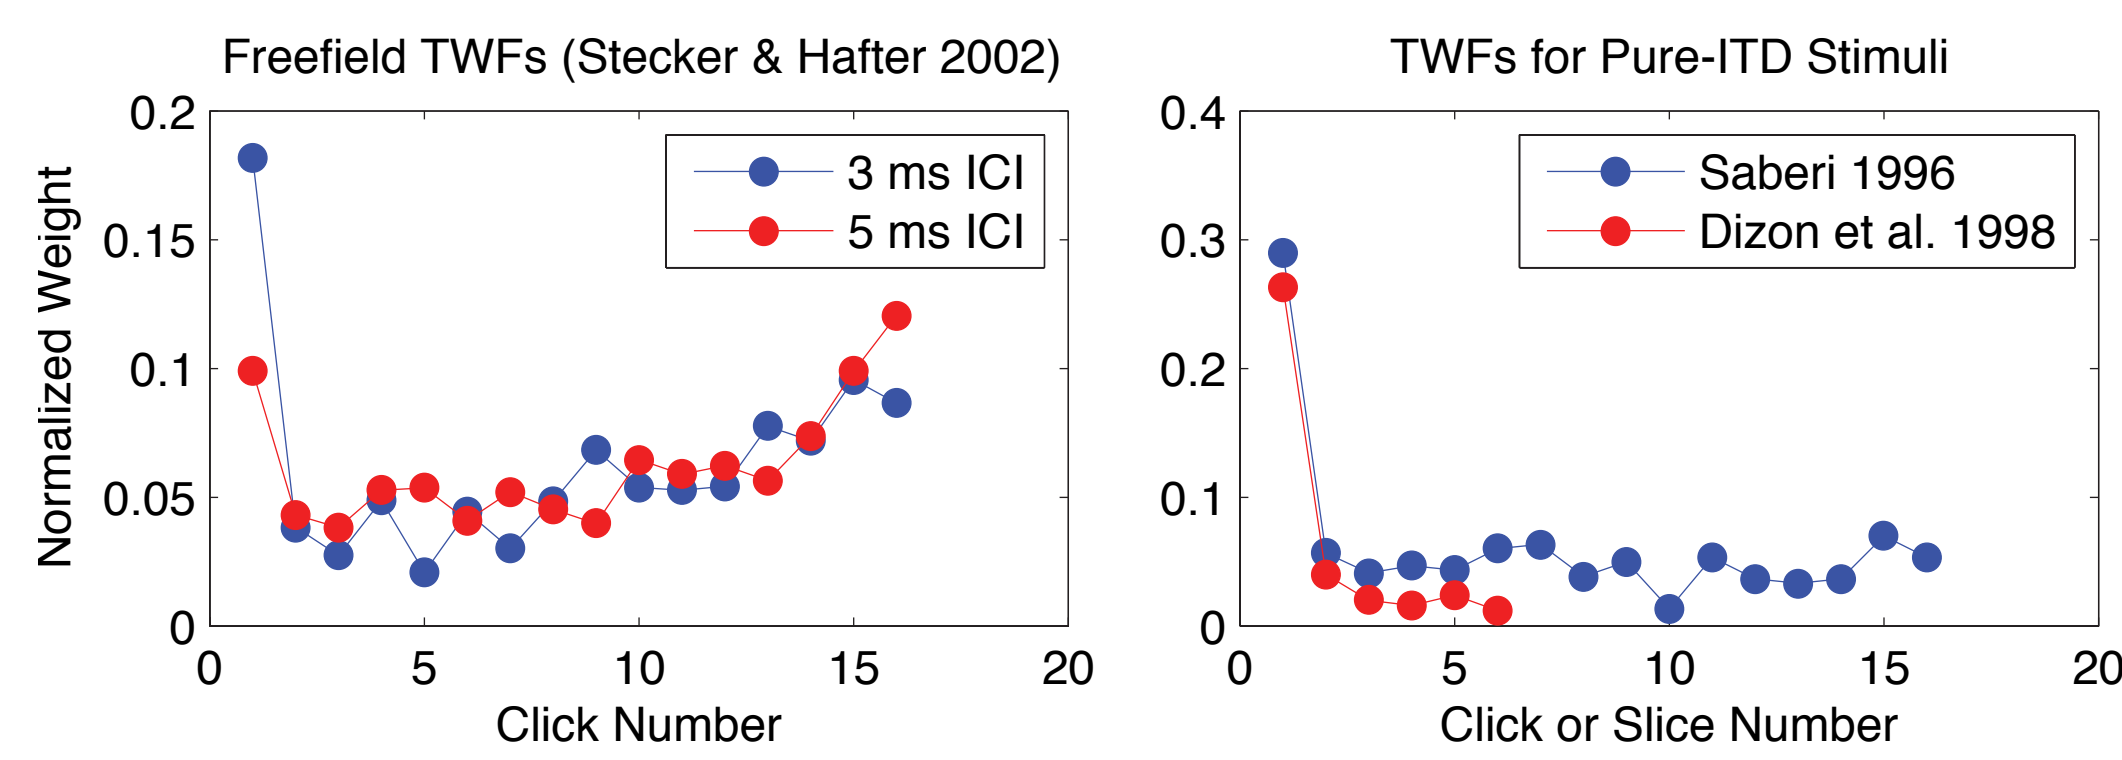 Freefield TWFs (Stecker & Hafter 2002)
Normalized Weight
0.2
0.15
0.1
0.05
0
0 5 10 15 20
Click Number
3 ms ICI
5 ms ICI
TWFs for Pure-ITD Stimuli
0.4
0.3
0.2
0.1
0
0 5 10 15 20
Click or Slice Number
Saberi 1996
Dizon et al. 1998